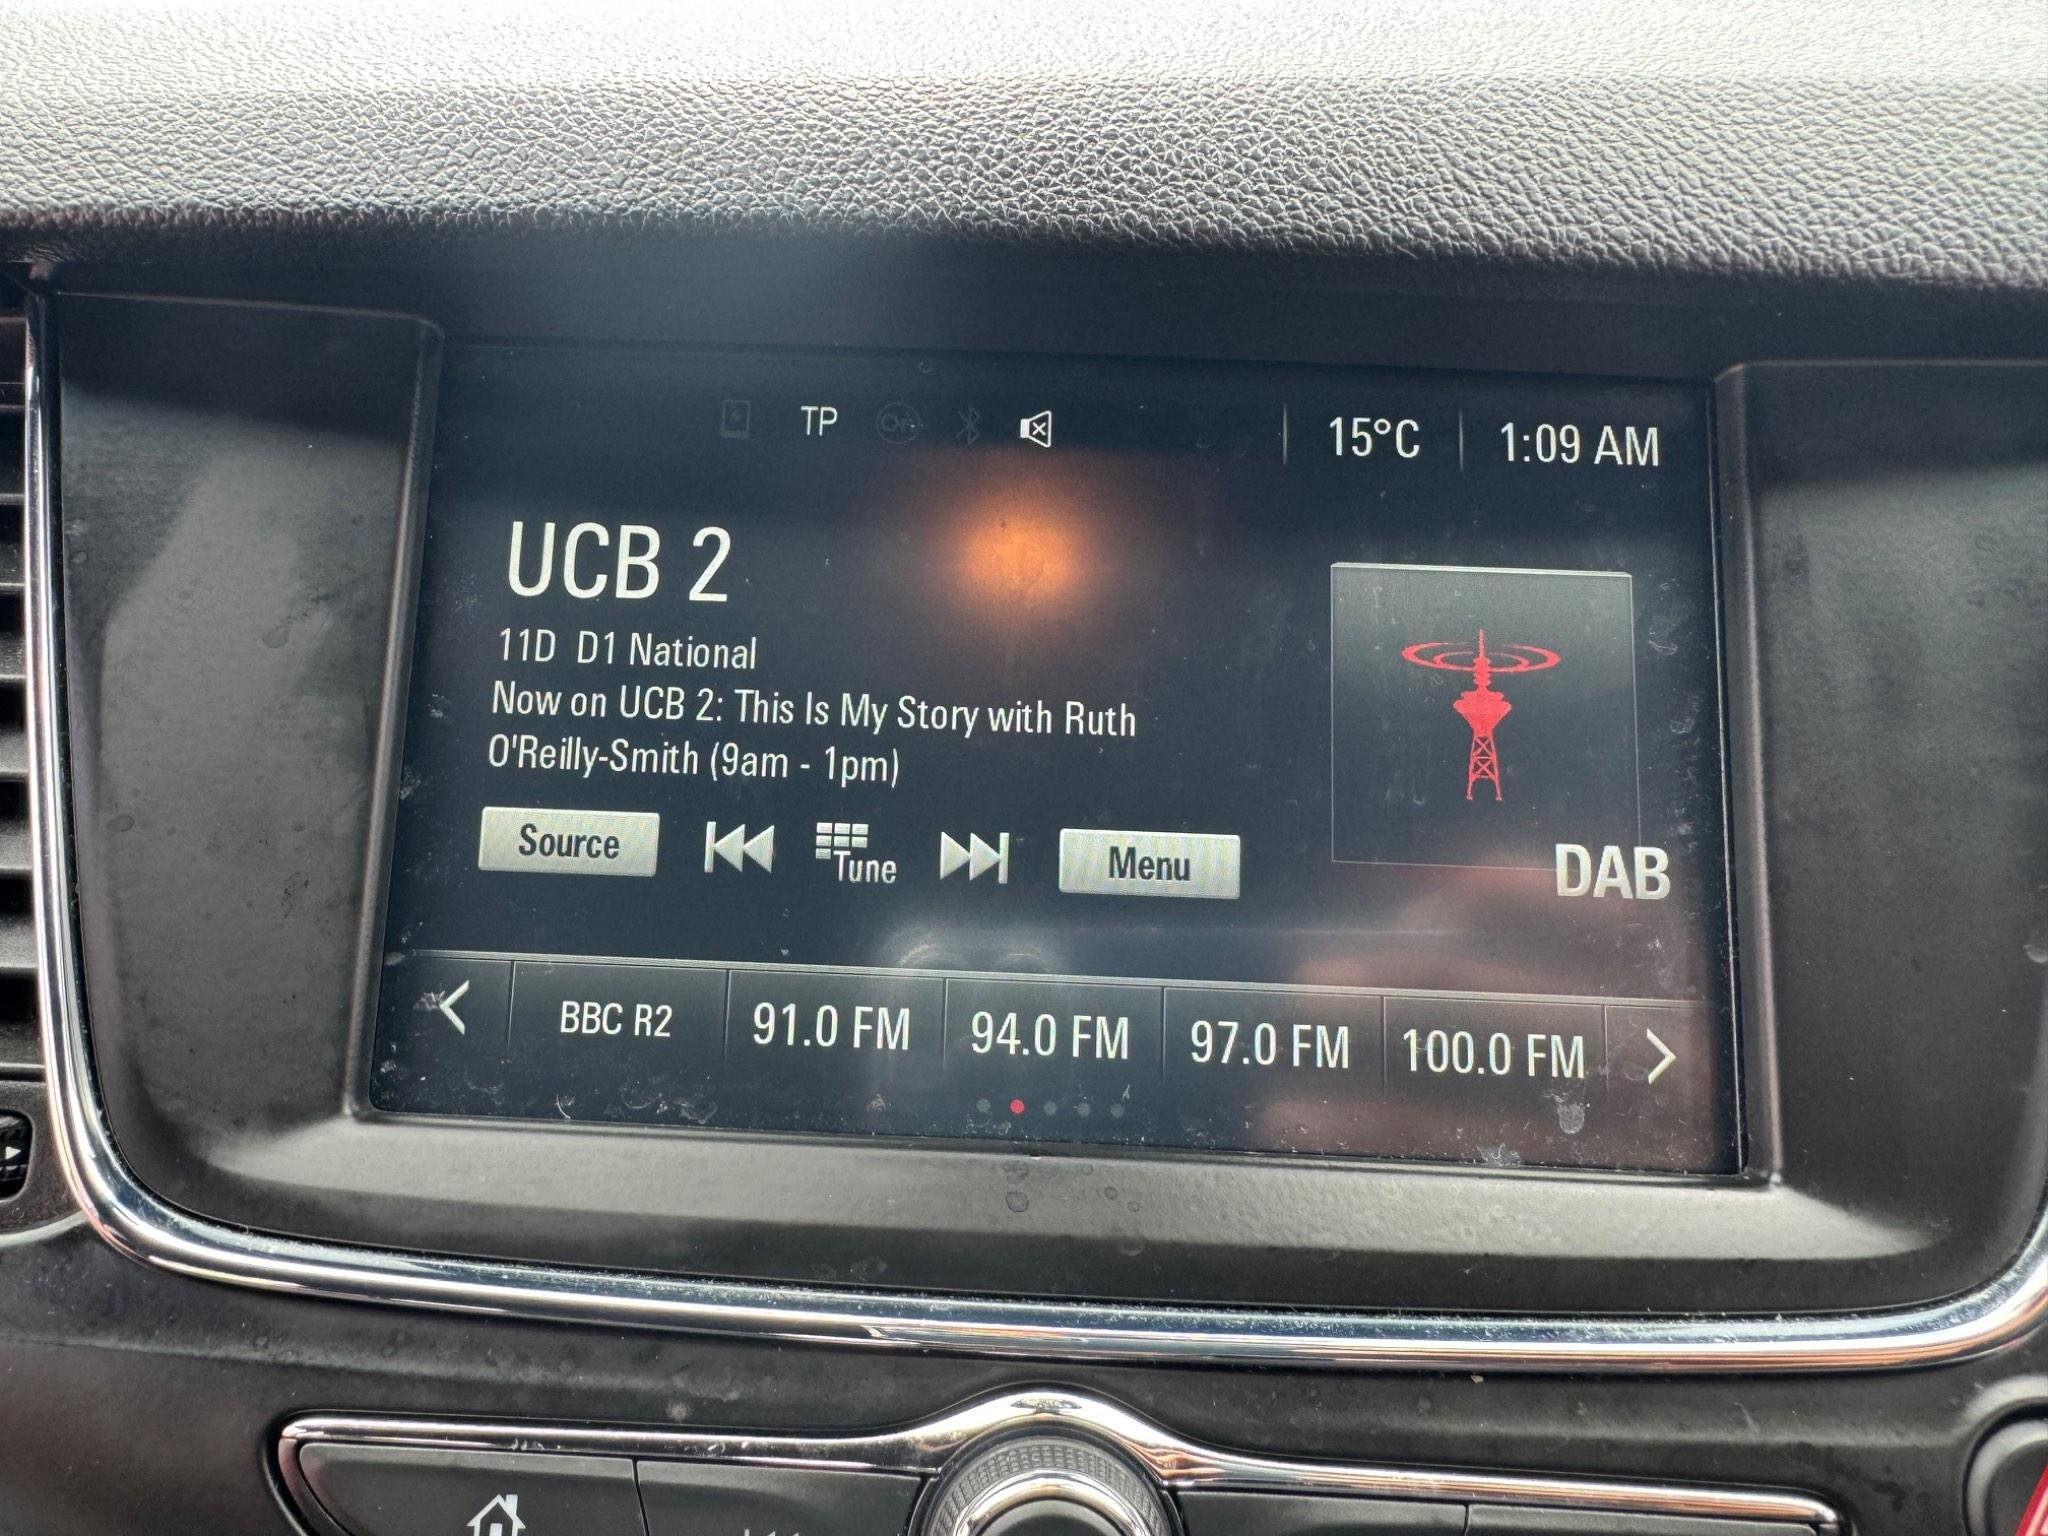 TP
15°C
1:09 AM
UCB 2
11D D1 National
Now on UCB 2: This Is My Story with Ruth
O'Reilly-Smith (9am - 1pm)
Source
Tune
Menu
DAB
BBC R2
91.0 FM
94.0 FM
97.0 FM
100.0 FM